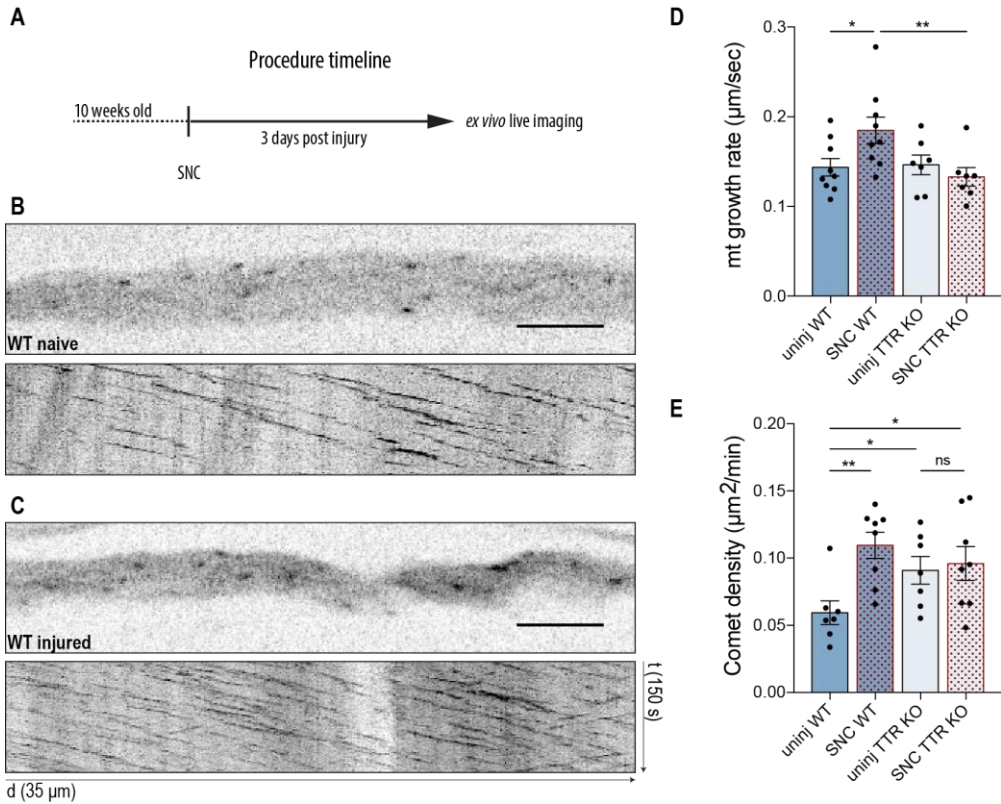 A
Procedure timeline
10 weeks old
3 days post injury
ex vivo live imaging
SNC
B
WT naive
C
WT injured
t (150 s)
d (35 µm)
D
mt growth rate (µm/sec)
0.3
0.2
0.1
0.0
*
**
uninj WT
SNC WT
uninj TTR KO
SNC TTR KO
E
Comet density (µm2/min)
0.20
0.15
0.10
0.05
0.00
*
*
**
ns
uninj WT
SNC WT
uninj TTR KO
SNC TTR KO